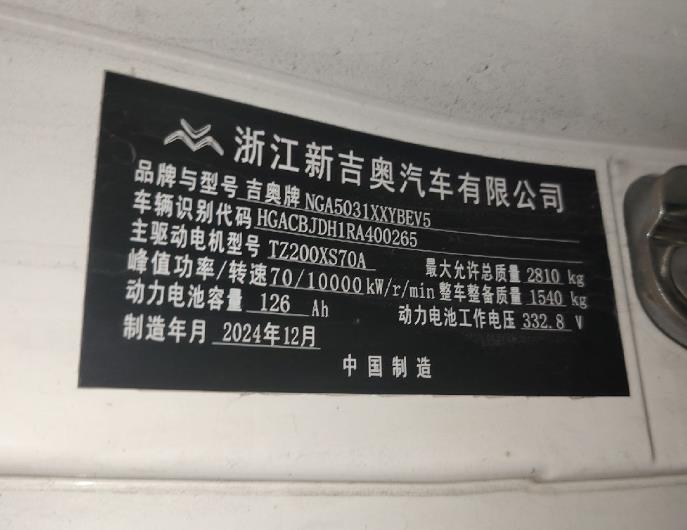 浙江新吉奥汽车有限公司
品牌与型号 吉奥牌 NGA5031XXYBEV5
车辆识别代码 HGACBJDH1RA400265
主驱动电机型号 TZ200XS70A 最大允许总质量 2810 kg
峰值功率/转速 70/10000 kW/r/min 整车整备质量 1540 kg
动力电池容量 126 Ah 动力电池工作电压 332.8 V
制造年月 2024年12月
中国制造